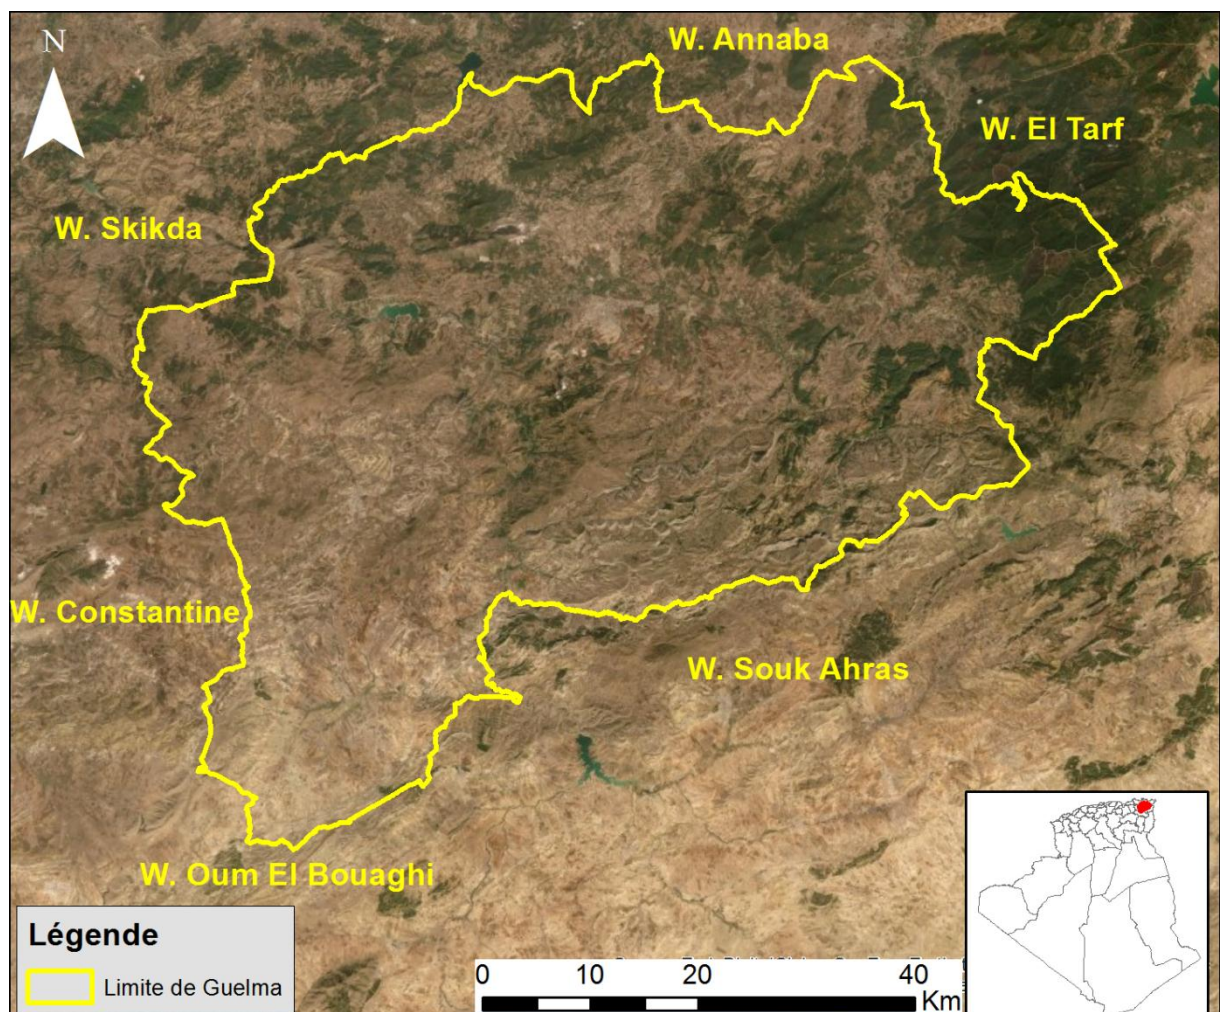 N
W. Annaba
W. El Tarf
W. Skikda
W. Constantine
W. Souk Ahras
W. Oum El Bouaghi
Légende
Limite de Guelma
0 10 20 40
Km